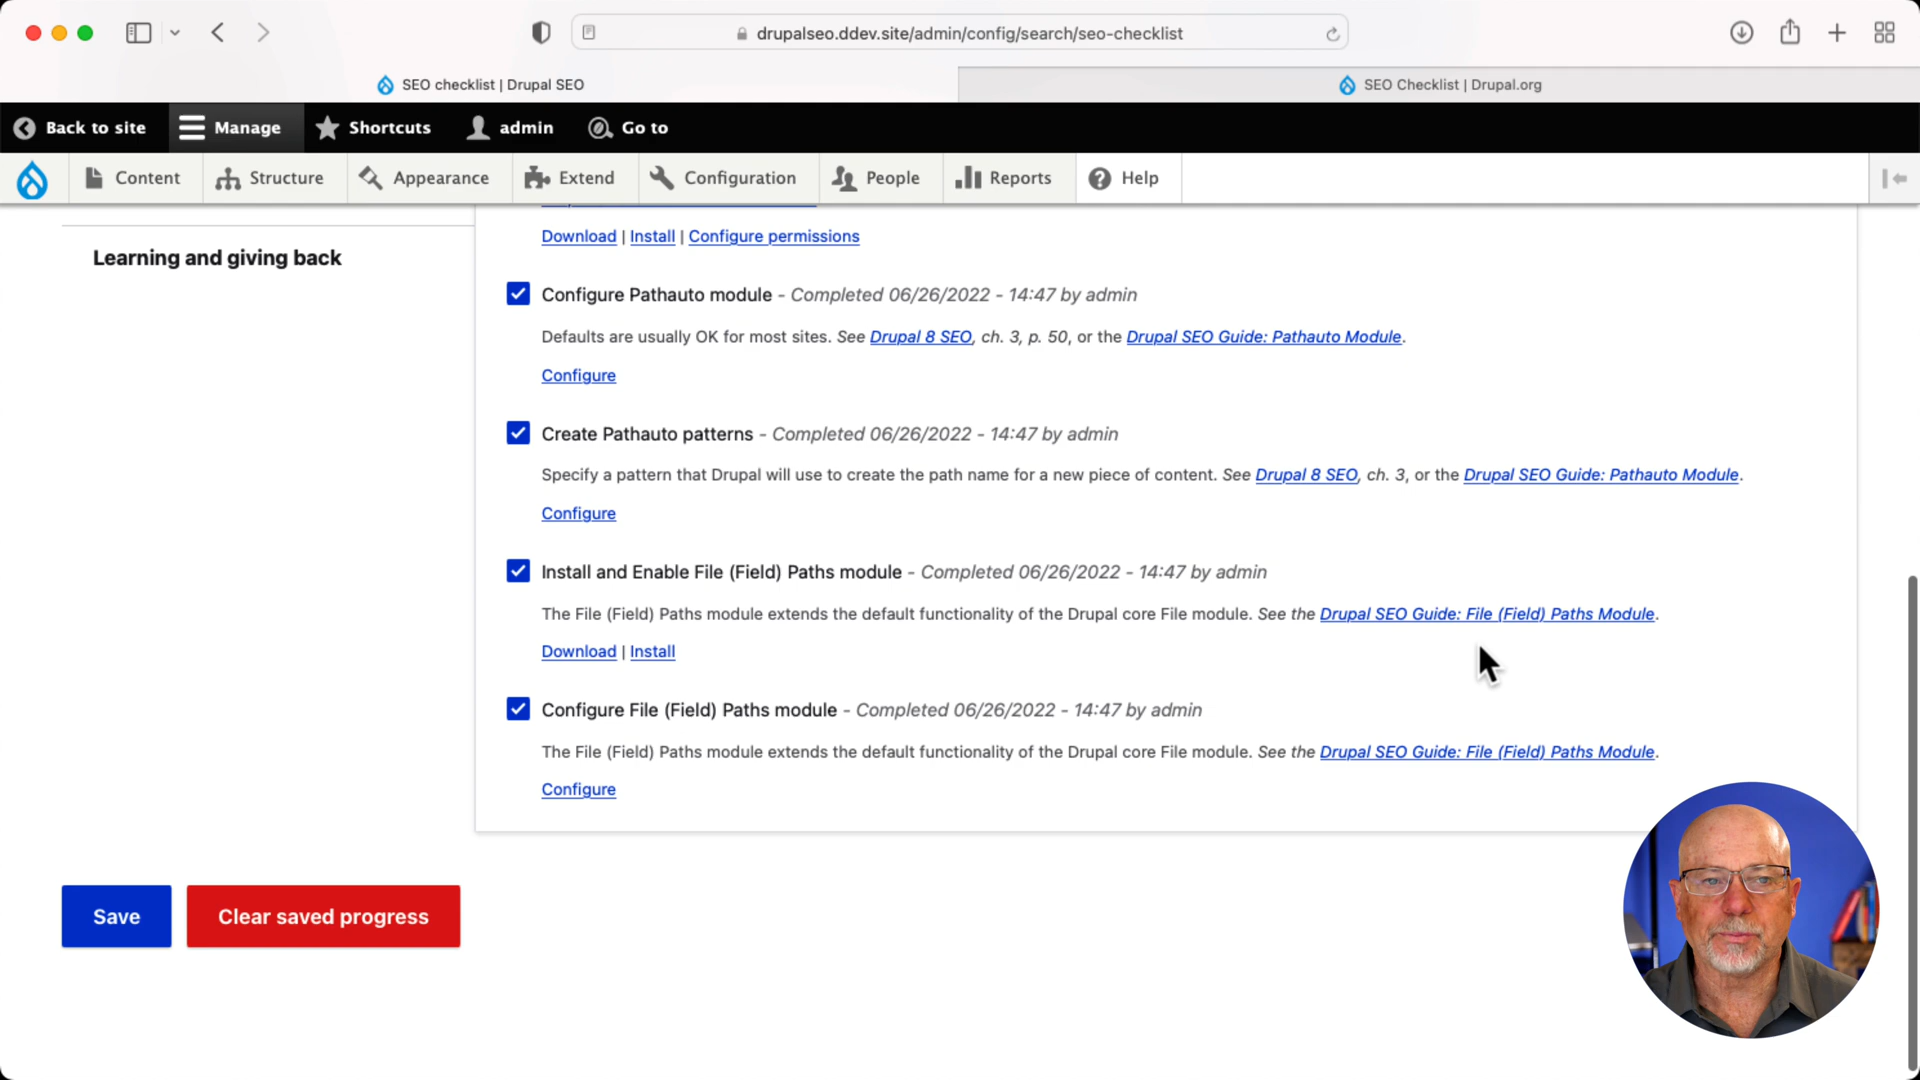 drupalseo.ddev.site/admin/config/search/seo-checklist
SEO checklist | Drupal SEO
SEO Checklist | Drupal.org
Back to site
Manage
Shortcuts
admin
Go to
Content
Structure
Appearance
Extend
Configuration
People
Reports
Help
Learning and giving back
Download | Install | Configure permissions
Configure Pathauto module - Completed 06/26/2022 - 14:47 by admin
Defaults are usually OK for most sites. See Drupal 8 SEO, ch. 3, p. 50, or the Drupal SEO Guide: Pathauto Module.
Configure
Create Pathauto patterns - Completed 06/26/2022 - 14:47 by admin
Specify a pattern that Drupal will use to create the path name for a new piece of content. See Drupal 8 SEO, ch. 3, or the Drupal SEO Guide: Pathauto Module.
Configure
Install and Enable File (Field) Paths module - Completed 06/26/2022 - 14:47 by admin
The File (Field) Paths module extends the default functionality of the Drupal core File module. See the Drupal SEO Guide: File (Field) Paths Module.
Download | Install
Configure File (Field) Paths module - Completed 06/26/2022 - 14:47 by admin
The File (Field) Paths module extends the default functionality of the Drupal core File module. See the Drupal SEO Guide: File (Field) Paths Module.
Configure
Save
Clear saved progress